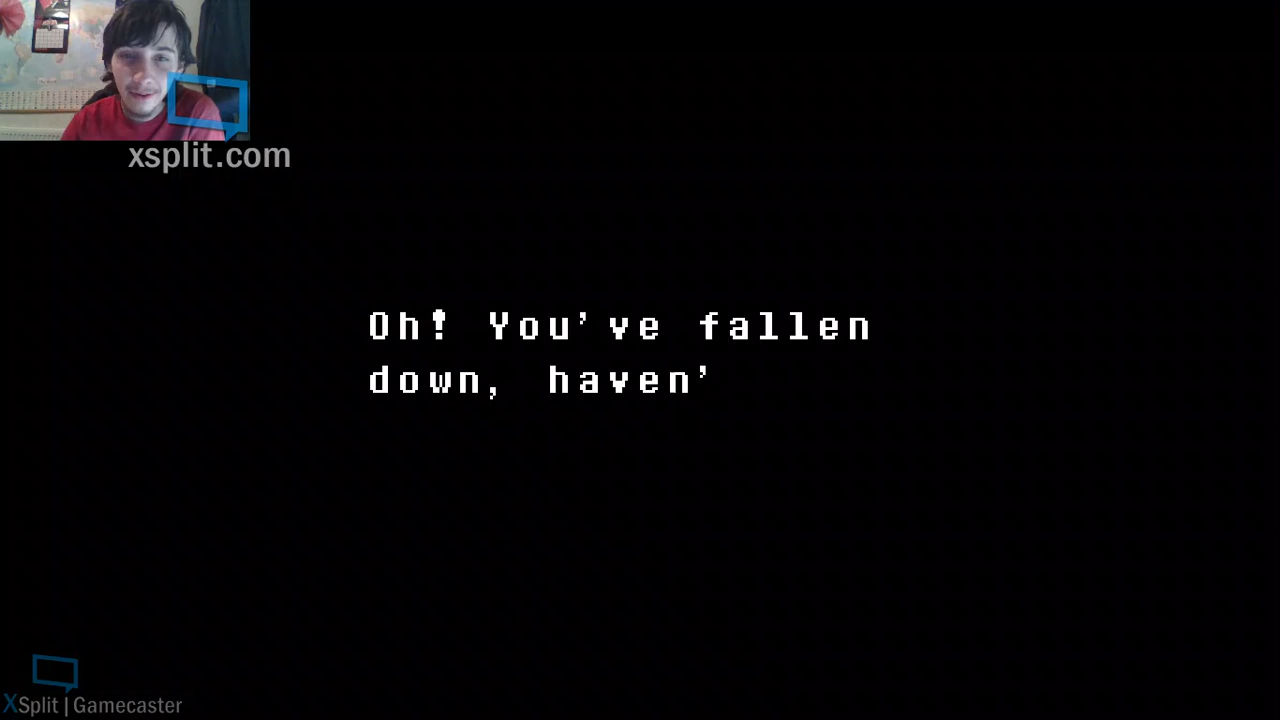 xsplit.com
Oh! You've fallen
down, haven'
XSplit | Gamecaster